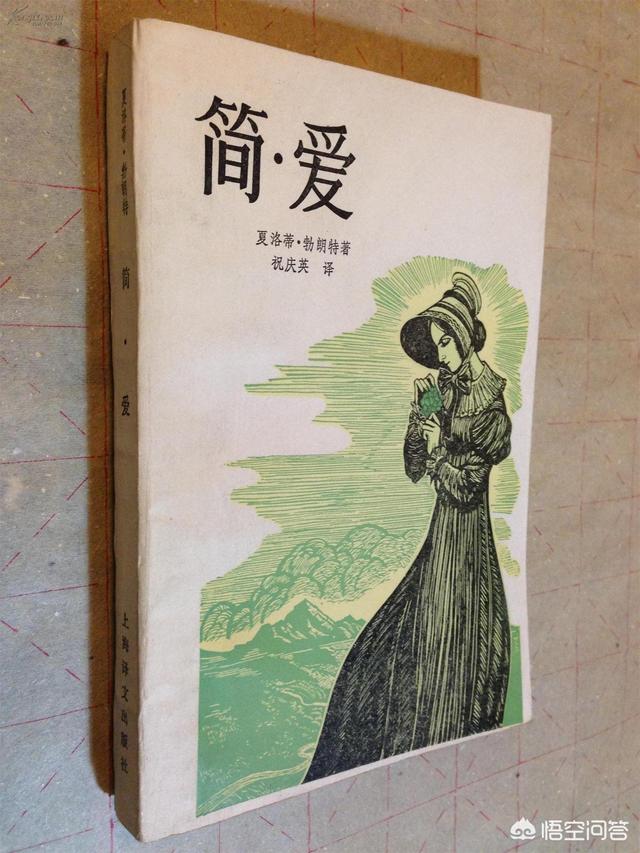 简·爱
夏洛蒂·勃朗特著
祝庆英 译
夏洛蒂·勃朗特 简·爱 上海译文出版社
悟空问答